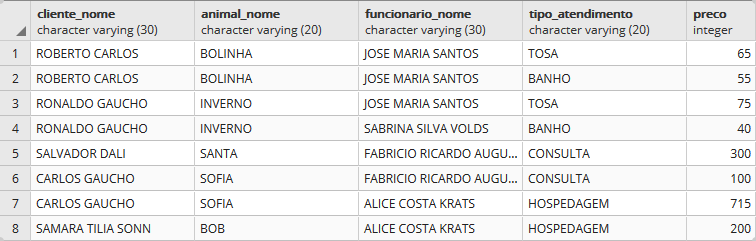 cliente_nome animal_nome funcionario_nome tipo_atendimento preco
character varying (30) character varying (20) character varying (30) character varying (20) integer
1 ROBERTO CARLOS BOLINHA JOSE MARIA SANTOS TOSA 65
2 ROBERTO CARLOS BOLINHA JOSE MARIA SANTOS BANHO 55
3 RONALDO GAUCHO INVERNO JOSE MARIA SANTOS TOSA 75
4 RONALDO GAUCHO INVERNO SABRINA SILVA VOLDS BANHO 40
5 SALVADOR DALI SANTA FABRICIO RICARDO AUGU... CONSULTA 300
6 CARLOS GAUCHO SOFIA FABRICIO RICARDO AUGU... CONSULTA 100
7 CARLOS GAUCHO SOFIA ALICE COSTA KRATS HOSPEDAGEM 715
8 SAMARA TILIA SONN BOB ALICE COSTA KRATS HOSPEDAGEM 200